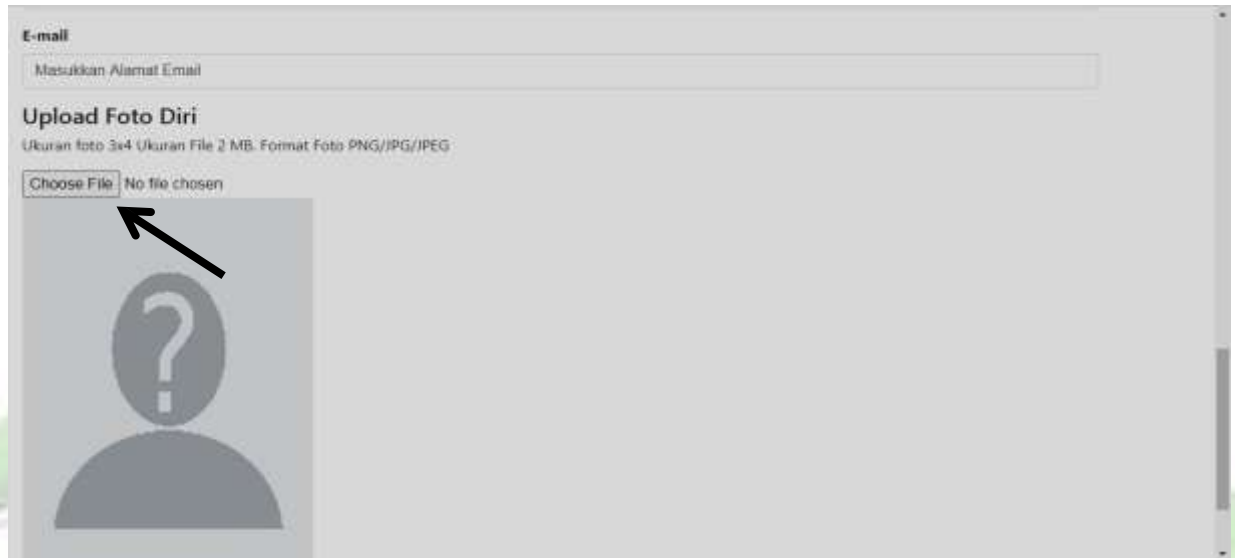 E-mail
Masukkan Alamat Email
Upload Foto Diri
Ukuran foto 3x4 Ukuran File 2 MB. Format Foto PNG/JPG/JPEG
Choose File No file chosen
?